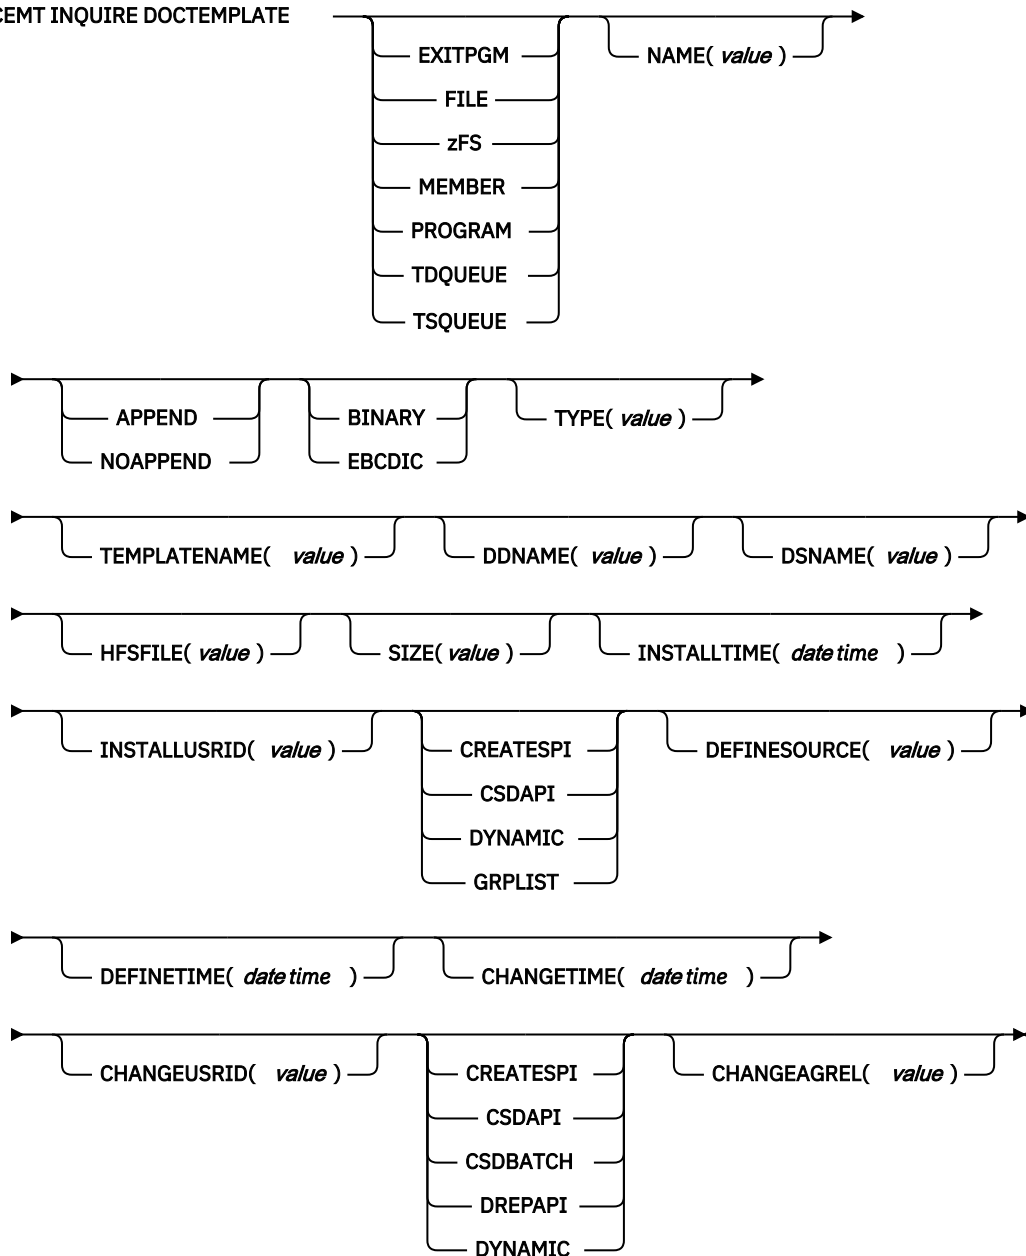 CEMT INQUIRE DOCTEMPLATE
EXITPGM NAME( value )
FILE
zFS
MEMBER
PROGRAM
TDQUEUE
TSQUEUE
APPEND BINARY TYPE( value )
NOAPPEND EBCDIC
TEMPLATENAME( value ) DDNAME( value ) DSNAME( value )
HFSFILE( value ) SIZE( value ) INSTALLTIME( date time )
INSTALLUSRID( value ) CREATESPI DEFINESOURCE( value )
CSDAPI
DYNAMIC
GRPLIST
DEFINETIME( date time ) CHANGETIME( date time )
CHANGEUSRID( value ) CREATESPI CHANGEAGREL( value )
CSDAPI
CSDBATCH
DREPAPI
DYNAMIC